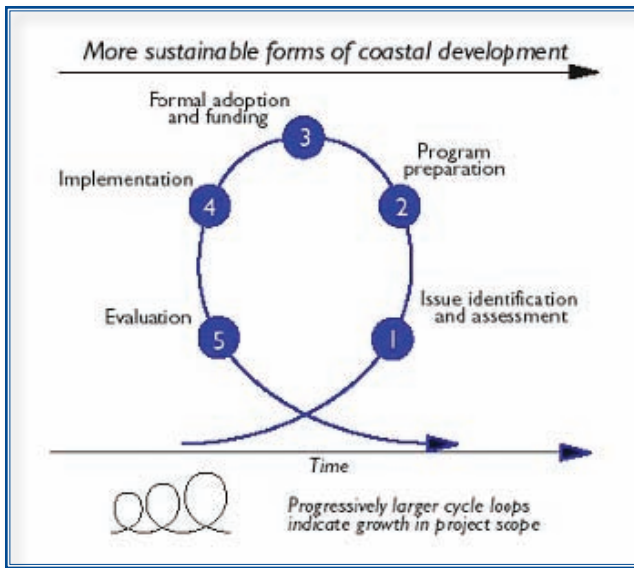 More sustainable forms of coastal development
Formal adoption
and funding
3
Program
preparation
Implementation
4
2
Issue identification
and assessment
Evaluation
5
1
Time
Progressively larger cycle loops
indicate growth in project scope